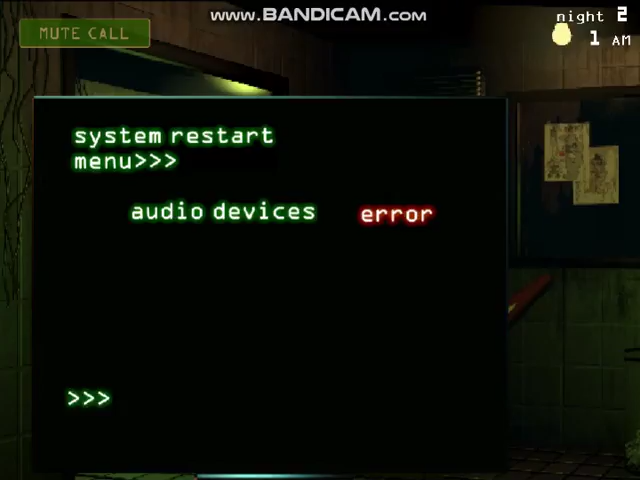 www.BANDICAM.com
night 2
1 AM
MUTE CALL
system restart
menu>>>
audio devices error
>>>